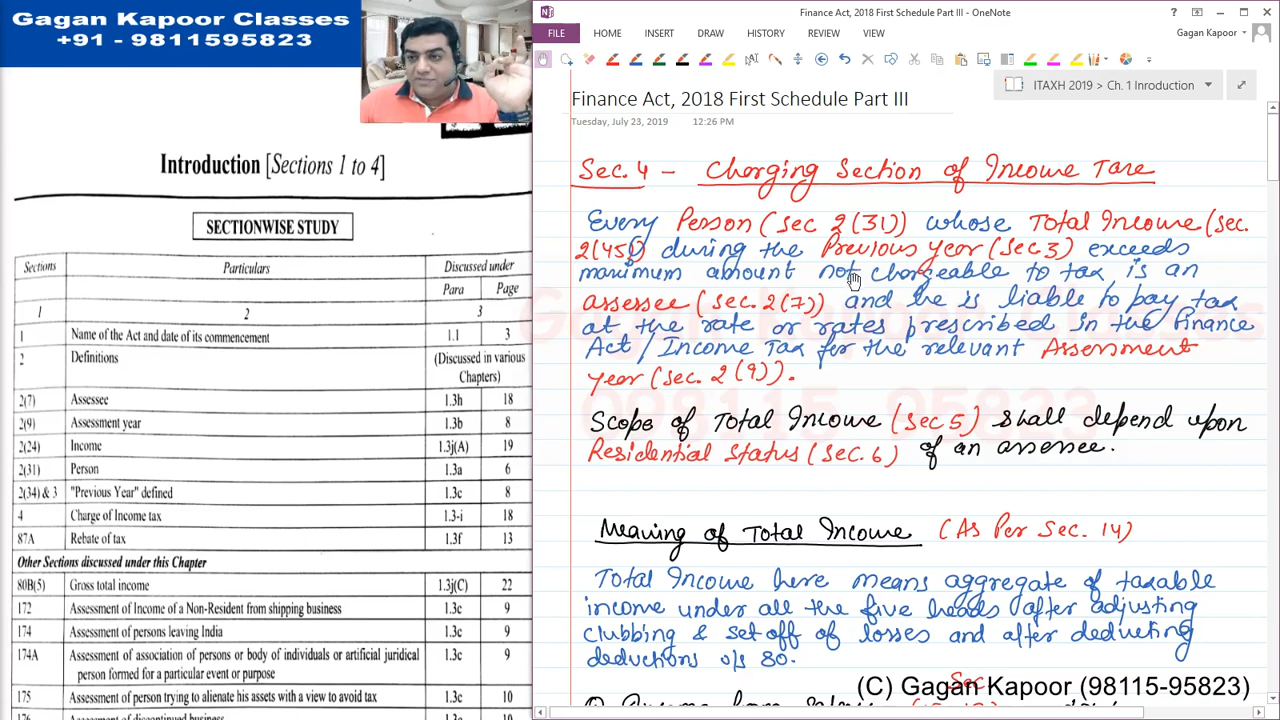 Gagan Kapoor Classes
+91 - 9811595823
Introduction [Sections 1 to 4]
SECTIONWISE STUDY
Sections Particulars Discussed under
Para Page
1 2 3
1 Name of the Act and date of its commencement 1.1 3
2 Definitions (Discussed in various
Chapters)
2(7) Assessee 1.3h 18
2(9) Assessment year 1.3b 8
2(24) Income 1.3j(A) 19
2(31) Person 1.3a 6
2(34) & 3 "Previous Year" defined 1.3c 8
4 Charge of Income tax 1.3-i 18
87A Rebate of tax 1.3f 13
Other Sections discussed under this Chapter
80B(5) Gross total income 1.3j(C) 22
172 Assessment of Income of a Non-Resident from shipping business 1.3c 9
174 Assessment of persons leaving India 1.3c 9
174A Assessment of association of persons or body of individuals or artificial juridical 1.3c 9
person formed for a particular event or purpose
175 Assessment of person trying to alienate his assets with a view to avoid tax 1.3c 10
Finance Act, 2018 First Schedule Part III - OneNote
FILE HOME INSERT DRAW HISTORY REVIEW VIEW Gagan Kapoor
ITAXH 2019 > Ch. 1 Inroduction
Finance Act, 2018 First Schedule Part III
Tuesday, July 23, 2019 12:26 PM
Sec. 4 - Charging Section of Income Tax
Every Person (Sec 2(31)) whose Total Income (Sec.
2(45)) during the Previous Year (Sec 3) exceeds
maximum amount not chargeable to tax, is an
assessee (Sec. 2(7)) and he is liable to pay tax
at the rate or rates prescribed in the Finance
Act / Income Tax for the relevant Assessment
Year (Sec. 2(9)).
Scope of Total Income (Sec 5) shall depend upon
Residential Status (Sec. 6) of an assessee.
Meaning of Total Income (As Per Sec. 14)
Total Income here means aggregate of taxable
income under all the five heads after adjusting
clubbing & set off of losses and after deducting
deductions u/s 80.
Sec
(C) Gagan Kapoor (98115-95823)